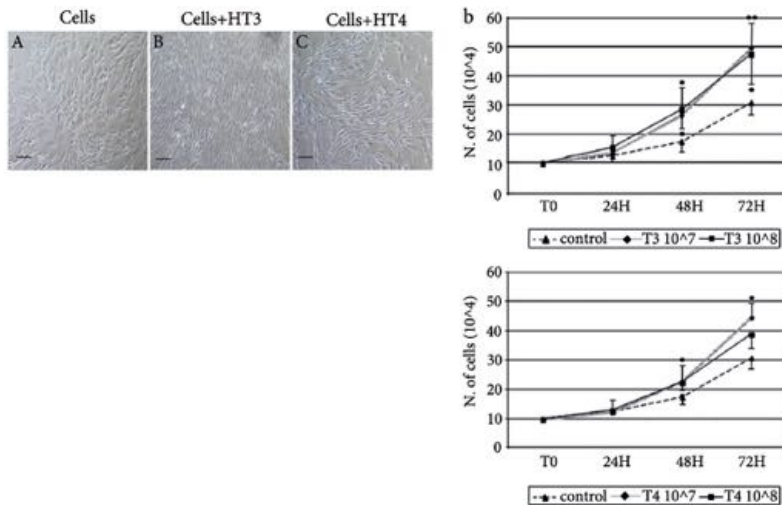 Cells
Cells+HT3
Cells+HT4
A
B
C
b
N. of cells (10^4)
60
50
40
30
20
10
0
T0 24H 48H 72H
control T3 10^7 T3 10^8
N. of cells (10^4)
60
50
40
30
20
10
0
T0 24H 48H 72H
control T4 10^7 T4 10^8